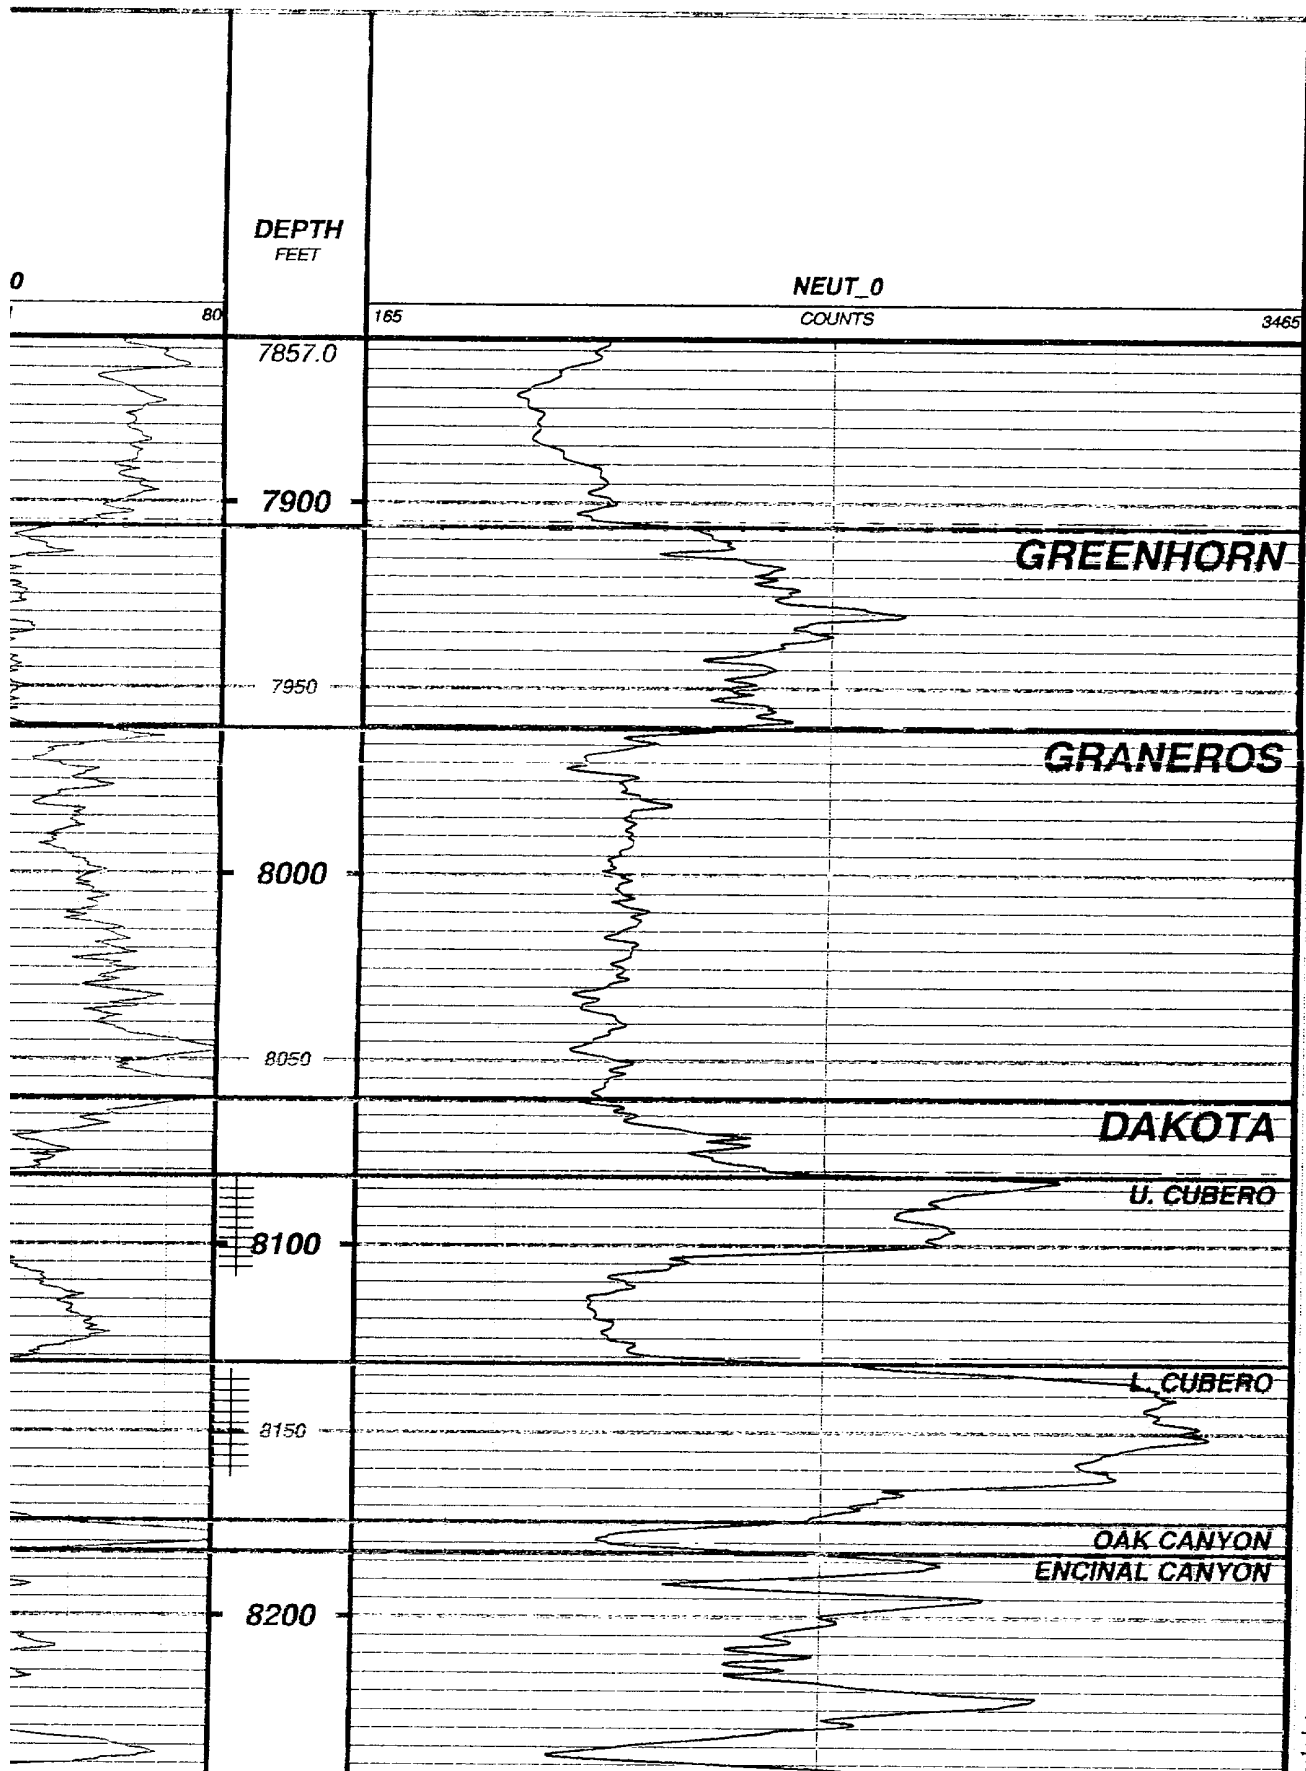 DEPTH
FEET
0
NEUT_0
80
165
COUNTS
3465
7857.0
7900
GREENHORN
7950
GRANEROS
8000
8050
DAKOTA
U. CUBERO
8100
L. CUBERO
8150
OAK CANYON
ENCINAL CANYON
8200